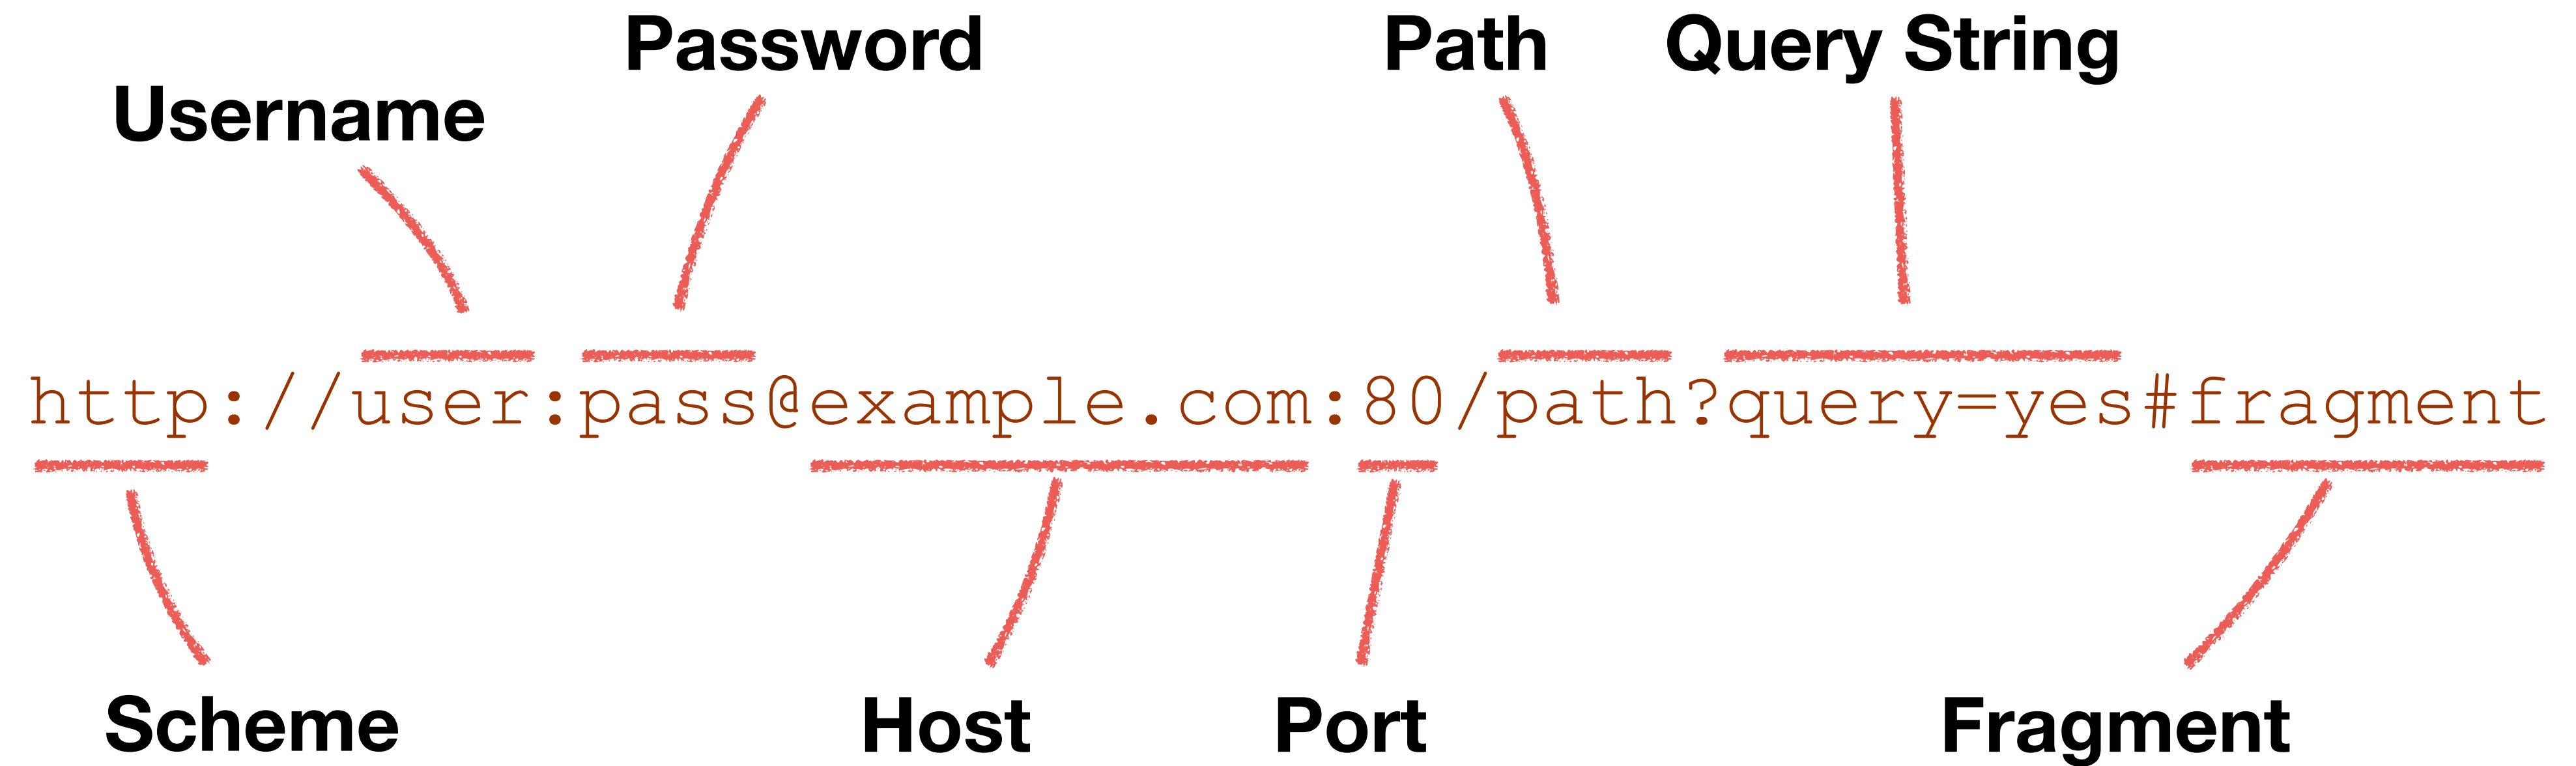 Password Path Query String
Username
http://user:pass@example.com:80/path?query=yes#fragment
Scheme Host Port Fragment